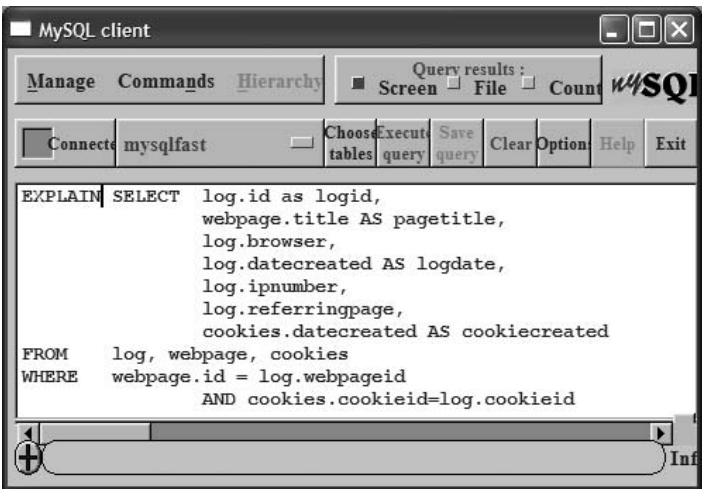 MySQL client
Manage Commands Hierarchy
Query results :
Screen File Count
mySQl
Connecte mysqlfast Choose tables Execut query Save query Clear Option Help Exit
EXPLAIN SELECT log.id as logid,
webpage.title AS pagetitle,
log.browser,
log.datecreated AS logdate,
log.ipnumber,
log.referringpage,
cookies.datecreated AS cookiecreated
FROM log, webpage, cookies
WHERE webpage.id = log.webpageid
AND cookies.cookieid=log.cookieid
Inf